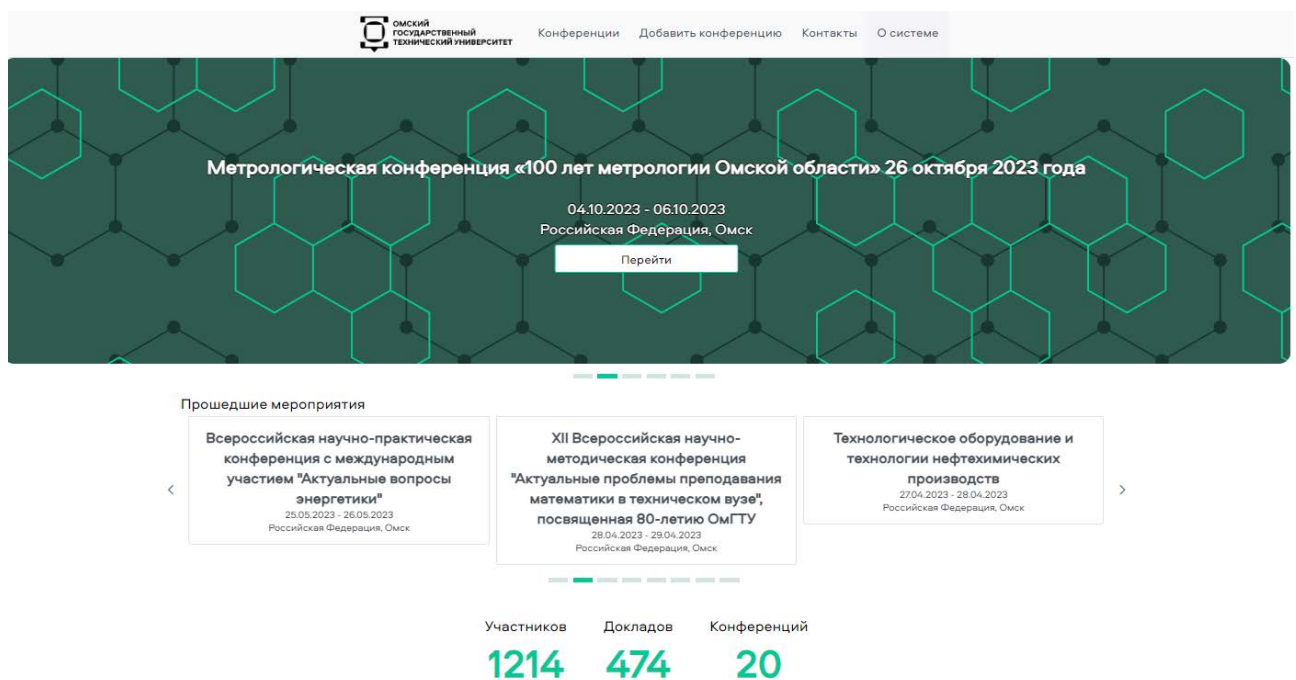 ОМСКИЙ
ГОСУДАРСТВЕННЫЙ
ТЕХНИЧЕСКИЙ УНИВЕРСИТЕТ
Конференции Добавить конференцию Контакты О системе
Метрологическая конференция «100 лет метрологии Омской области» 26 октября 2023 года
04.10.2023 - 06.10.2023
Российская Федерация, Омск
Перейти
Прошедшие мероприятия
Всероссийская научно-практическая
конференция с международным
участием "Актуальные вопросы
энергетики"
25.05.2023 - 26.05.2023
Российская Федерация, Омск
XII Всероссийская научно-
методическая конференция
"Актуальные проблемы преподавания
математики в техническом вузе",
посвященная 80-летию ОмГТУ
28.04.2023 - 29.04.2023
Российская Федерация, Омск
Технологическое оборудование и
технологии нефтехимических
производств
27.04.2023 - 28.04.2023
Российская Федерация, Омск
Участников Докладов Конференций
1214 474 20